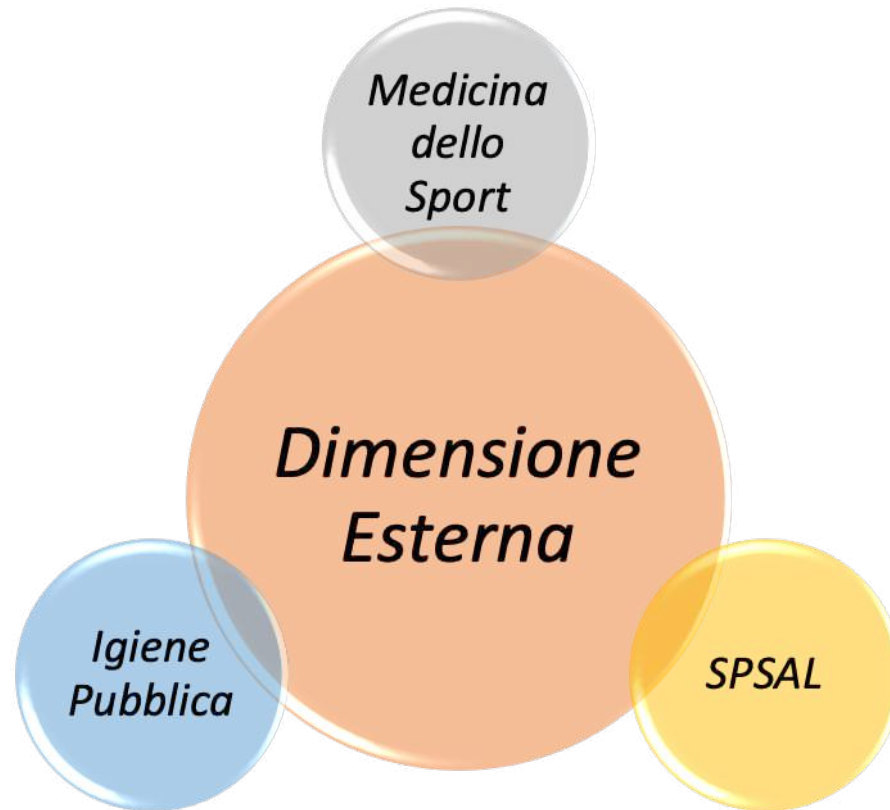 Medicina
dello
Sport
Dimensione
Esterna
Igiene
Pubblica
SPSAL